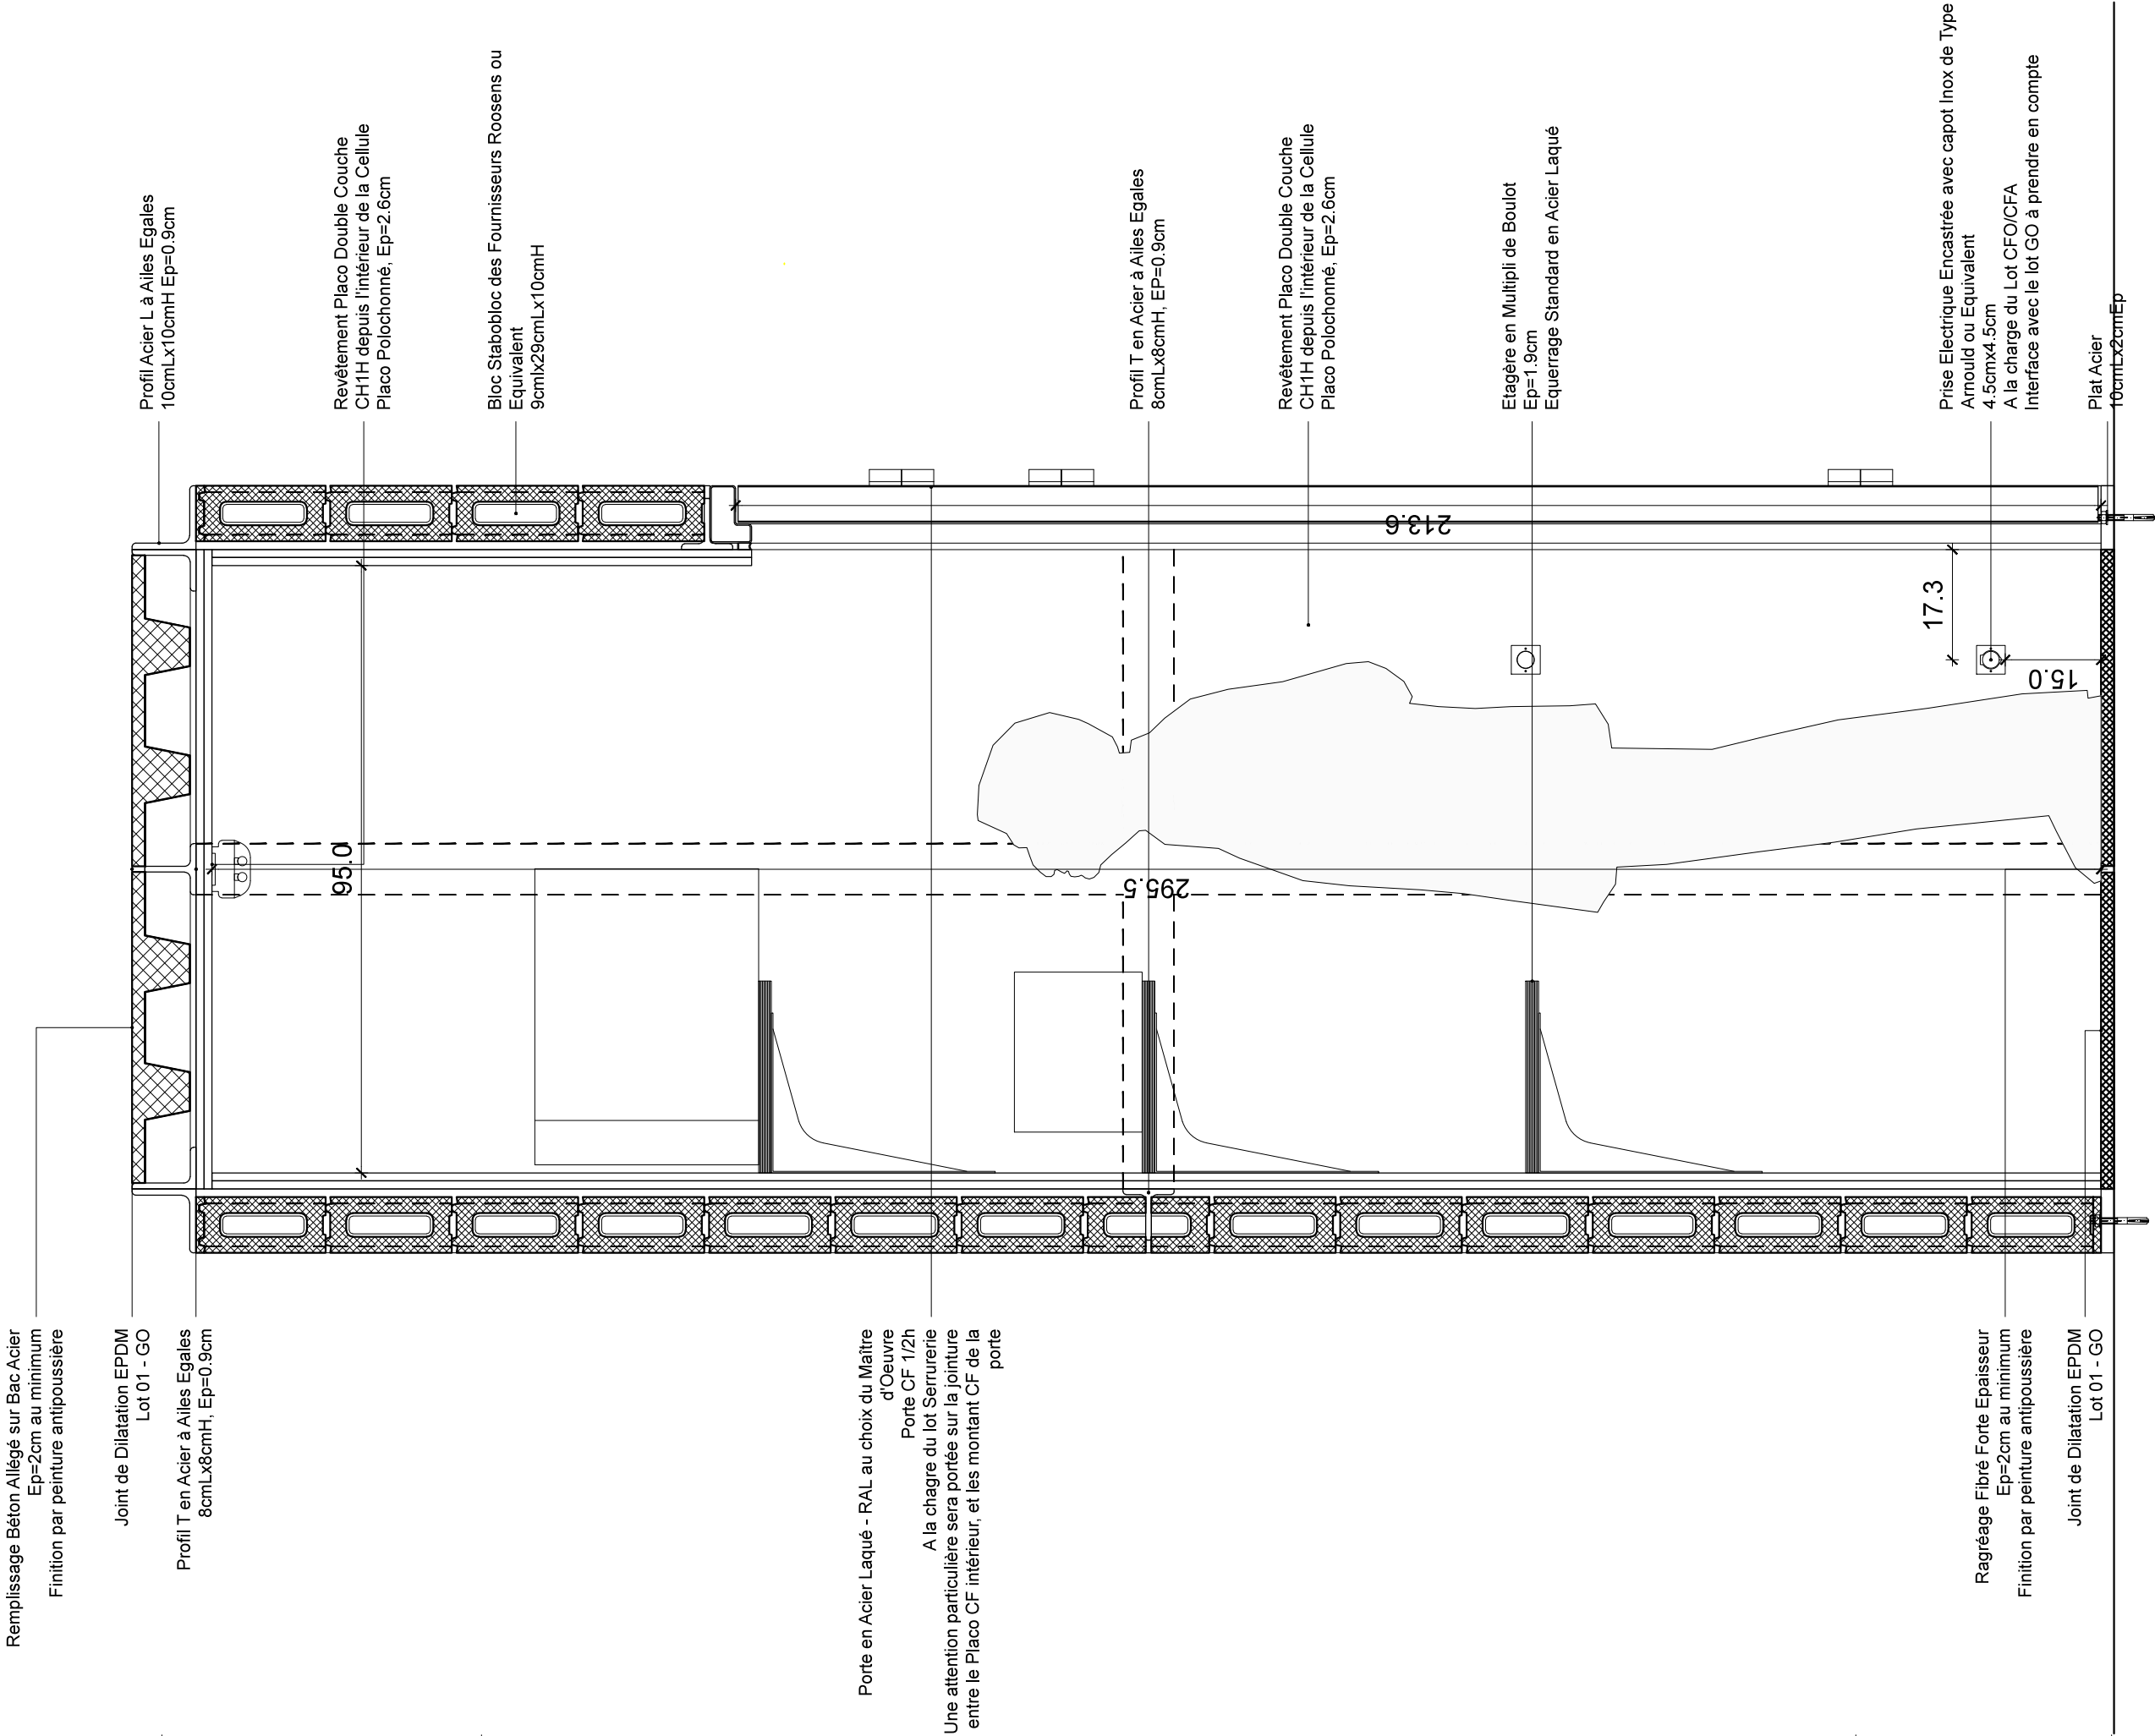 Profil Acier L à Ailes Egales
10cmLx10cmH Ep=0.9cm
Revêtement Placo Double Couche
CH1H depuis l'intérieur de la Cellule
Placo Polochonné, Ep=2.6cm
Bloc Stabobloc des Fournisseurs Roosens ou
Equivalent
9cmlx29cmLx10cmH
Profil T en Acier à Ailes Egales
8cmLx8cmH, EP=0.9cm
Revêtement Placo Double Couche
CH1H depuis l'intérieur de la Cellule
Placo Polochonné, Ep=2.6cm
Etagère en Multipli de Boulot
Ep=1.9cm
Equerrage Standard en Acier Laqué
Prise Electrique Encastrée avec capot Inox de Type
Arnould ou Equivalent
4.5cmx4.5cm
A la charge du Lot CFO/CFA
Interface avec le lot GO à prendre en compte
Plat Acier
10cmLx2cmEp
213.6
17.3
15.0
95.0
295.5
Remplissage Béton Allégé sur Bac Acier
Ep=2cm au minimum
Finition par peinture antipoussière
Joint de Dilatation EPDM
Lot 01 - GO
Profil T en Acier à Ailes Egales
8cmLx8cmH, Ep=0.9cm
Porte en Acier Laqué - RAL au choix du Maître
d'Oeuvre
Porte CF 1/2h
A la chagre du lot Serrurerie
Une attention particulière sera portée sur la jointure
entre le Placo CF intérieur, et les montant CF de la
porte
Ragréage Fibré Forte Epaisseur
Ep=2cm au minimum
Finition par peinture antipoussière
Joint de Dilatation EPDM
Lot 01 - GO